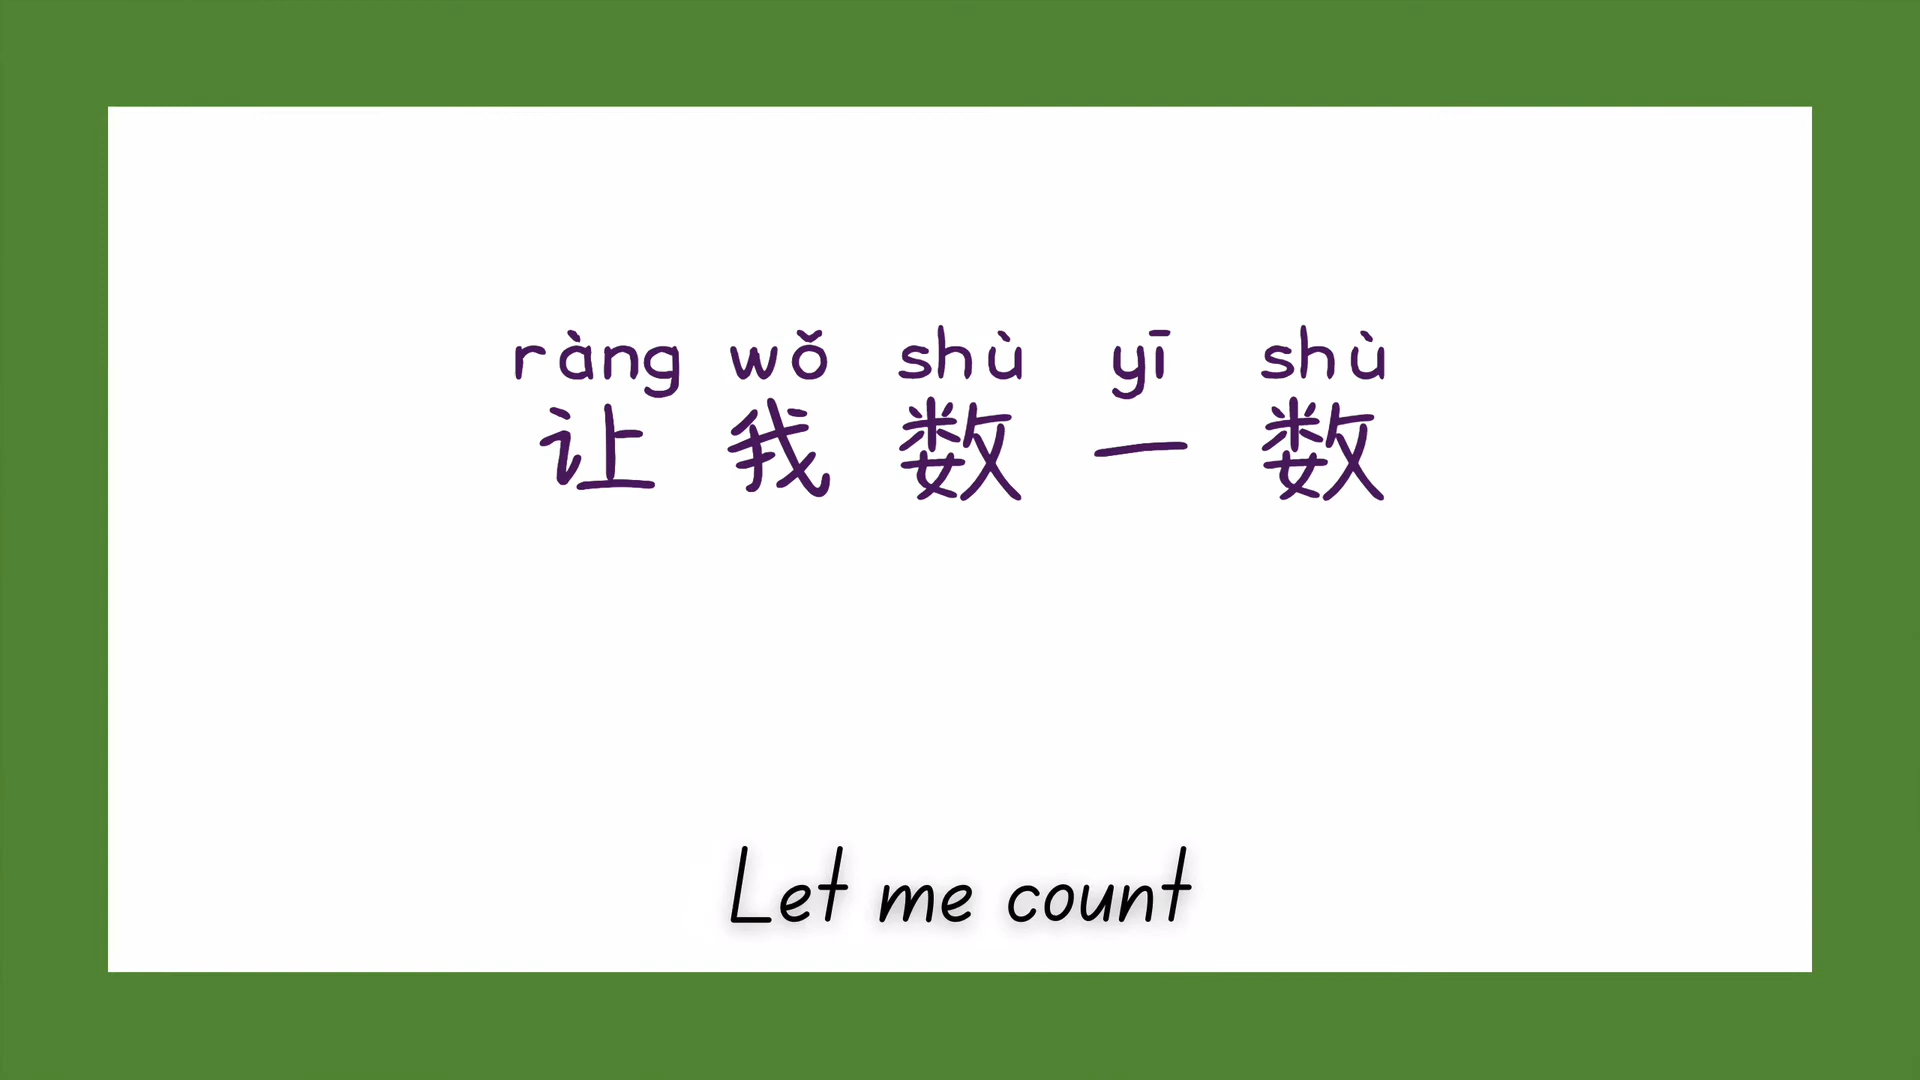 ràng wǒ shù yī shù
让我数一数
Let me count